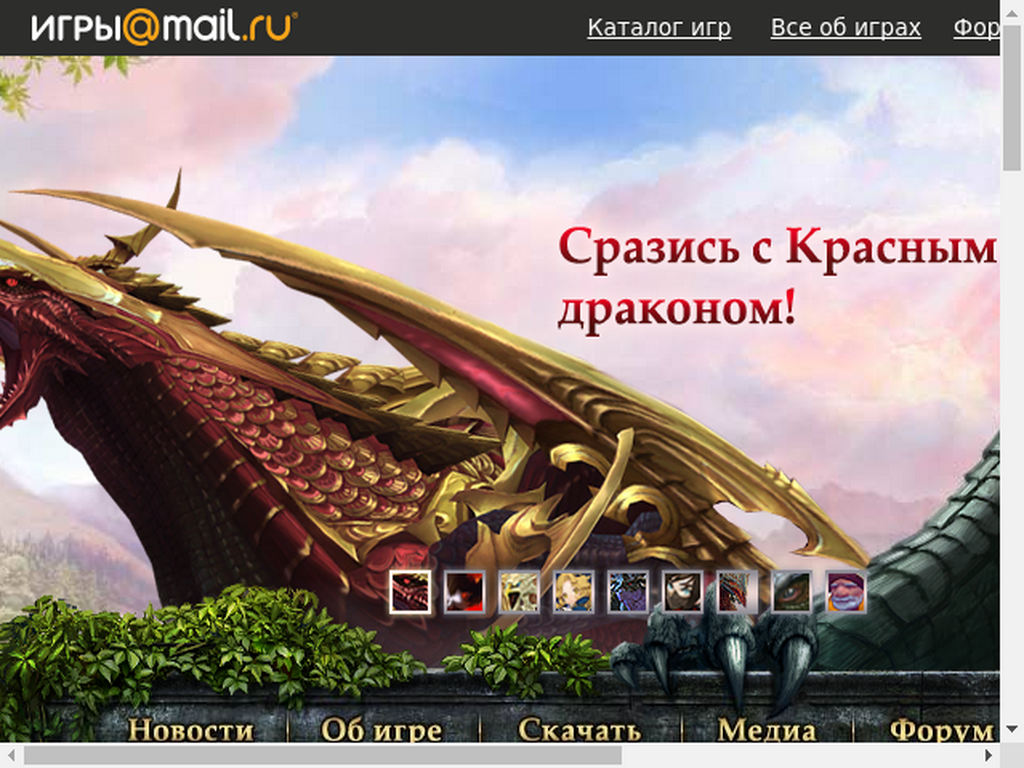 ИГРЫ@mail.ru®
Каталог игр Все об играх Фор
Сразись с Красным
драконом!
Новости Об игре Скачать Медиа Форум